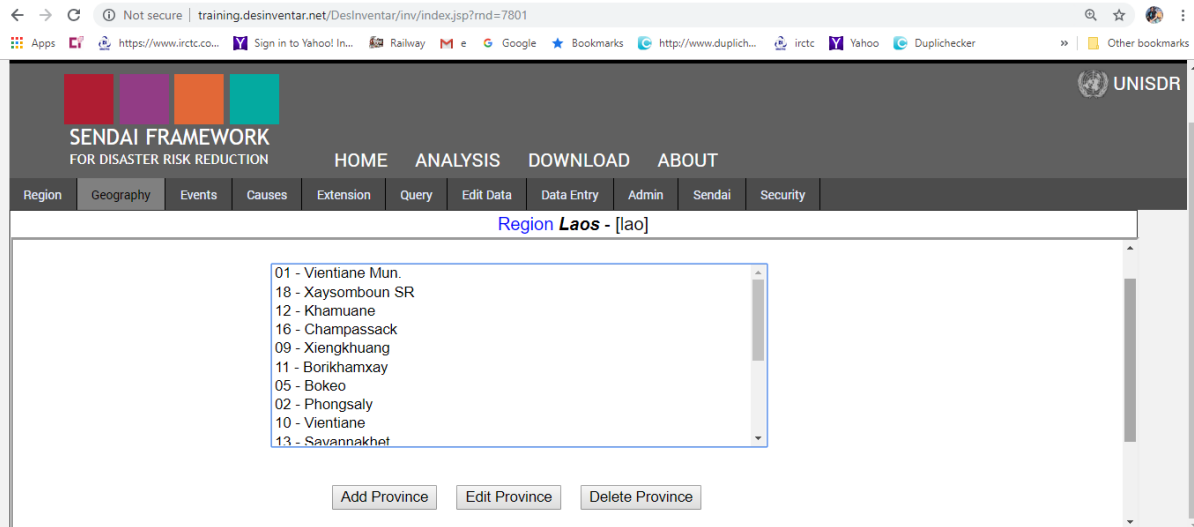 Not secure | training.desinventar.net/DesInventar/inv/index.jsp?rnd=7801
Apps https://www.irctc.co... Sign in to Yahoo! In... Railway M e Google Bookmarks http://www.duplich... irctc Yahoo Duplichecker » Other bookmarks
UNISDR
SENDAI FRAMEWORK
FOR DISASTER RISK REDUCTION
HOME ANALYSIS DOWNLOAD ABOUT
Region Geography Events Causes Extension Query Edit Data Data Entry Admin Sendai Security
Region Laos - [lao]
01 - Vientiane Mun.
18 - Xaysomboun SR
12 - Khamuane
16 - Champassack
09 - Xiengkhuang
11 - Borikhamxay
05 - Bokeo
02 - Phongsaly
10 - Vientiane
13 - Savannakhet
Add Province Edit Province Delete Province